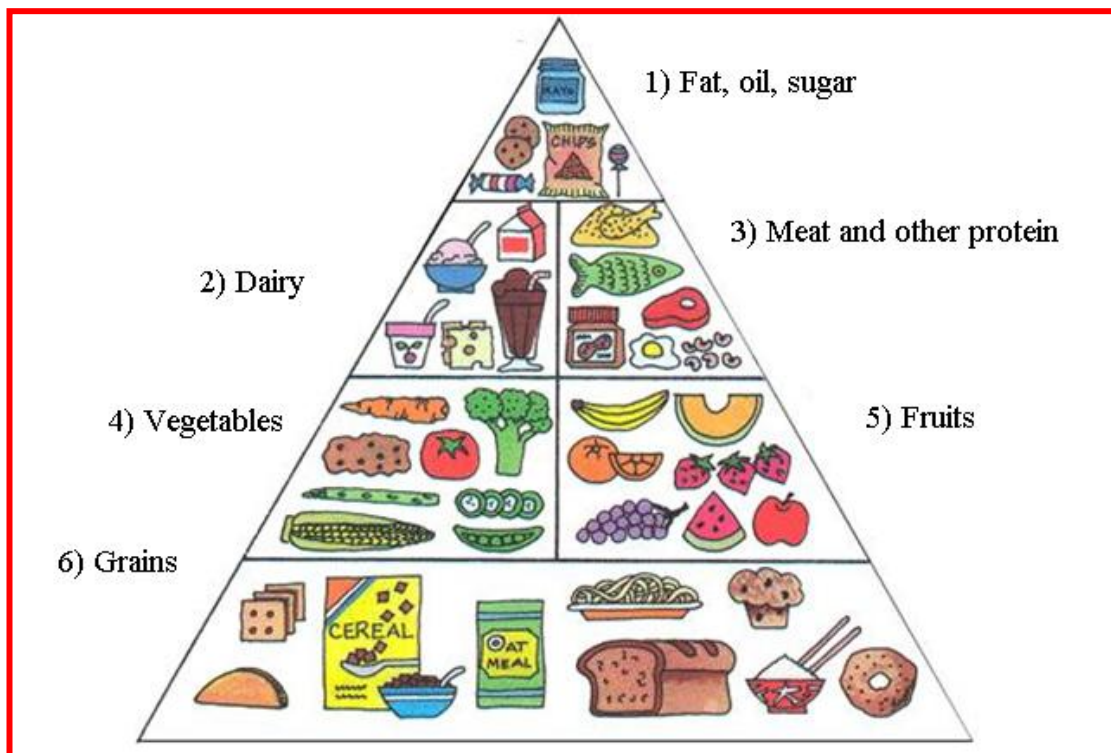 1) Fat, oil, sugar
MAYO
CHIPS
3) Meat and other protein
2) Dairy
4) Vegetables
5) Fruits
6) Grains
CEREAL
OAT
MEAL